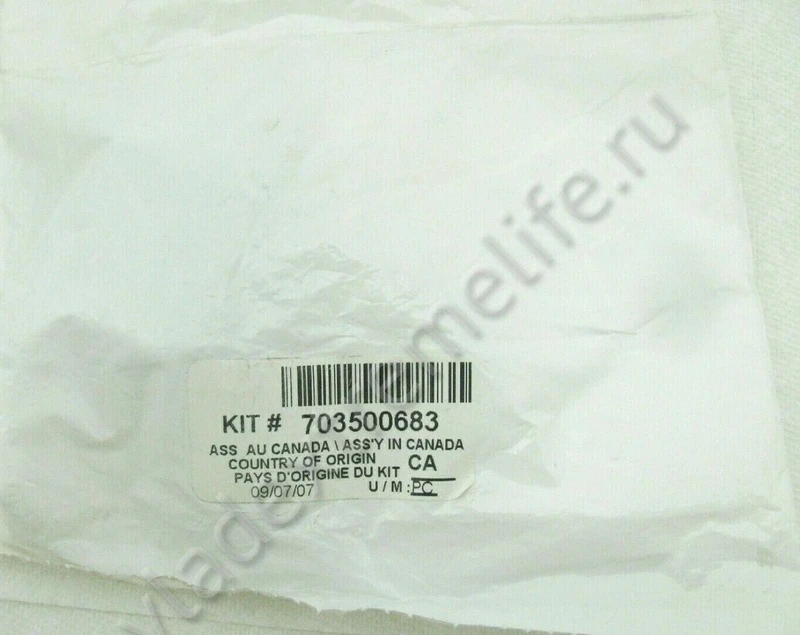 KIT # 703500683
ASS AU CANADA \ ASS'Y IN CANADA
COUNTRY OF ORIGIN CA
PAYS D'ORIGINE DU KIT
09/07/07 U / M : PC